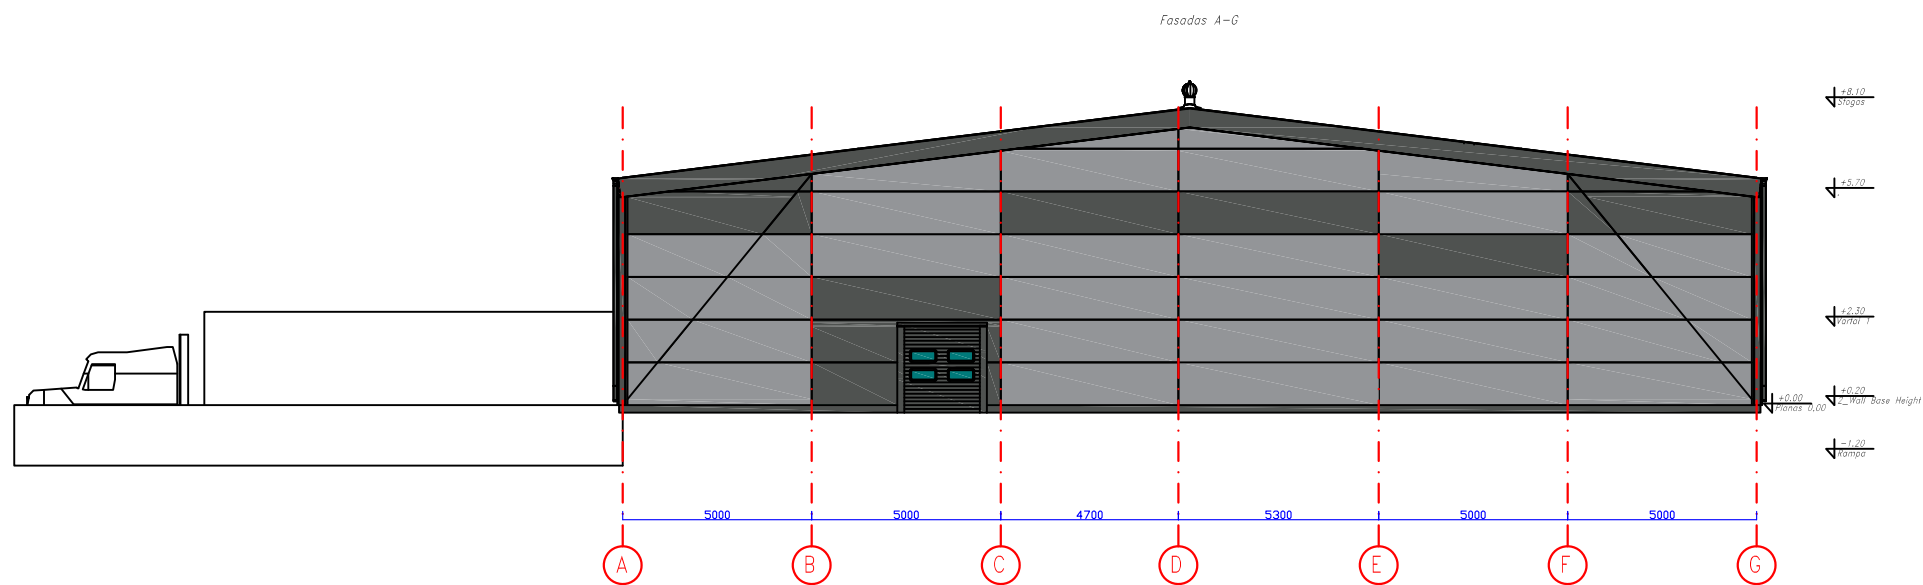 Fasadas A-G
+8.10
Stogas
+5.70
+2.30
Vartai 1
+0.20
Z_Wall Base Height
+0.00
Planas 0,00
-1.20
Rampa
5000
5000
4700
5300
5000
5000
A
B
C
D
E
F
G